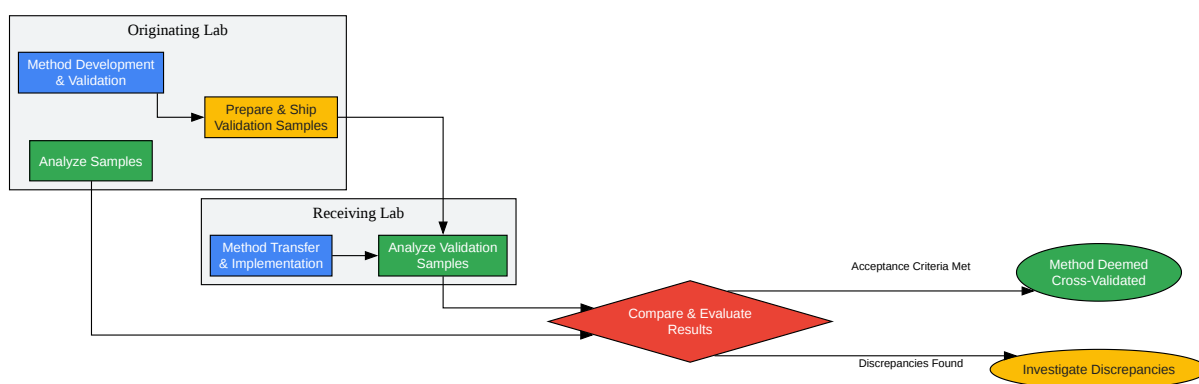 Originating Lab
Method Development
& Validation
Prepare & Ship
Validation Samples
Analyze Samples
Receiving Lab
Method Transfer
& Implementation
Analyze Validation
Samples
Compare & Evaluate
Results
Acceptance Criteria Met
Method Deemed
Cross-Validated
Discrepancies Found
Investigate Discrepancies